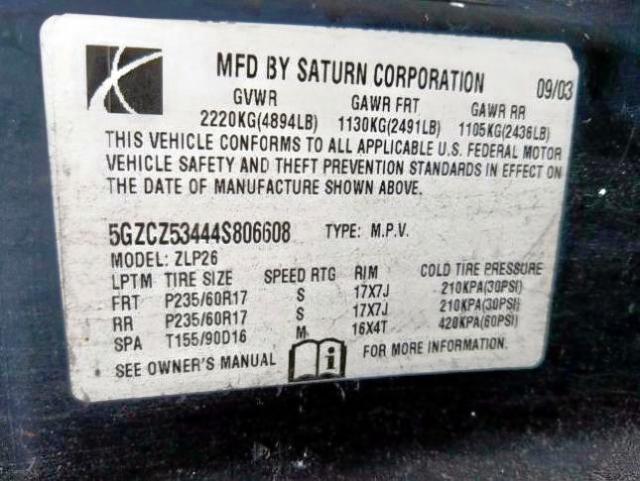 MFD BY SATURN CORPORATION 09/03
GVWR GAWR FRT GAWR RR
2220KG(4894LB) 1130KG(2491LB) 1105KG(2436LB)
THIS VEHICLE CONFORMS TO ALL APPLICABLE U.S. FEDERAL MOTOR
VEHICLE SAFETY AND THEFT PREVENTION STANDARDS IN EFFECT ON
THE DATE OF MANUFACTURE SHOWN ABOVE.
5GZCZ53444S806608 TYPE: M.P.V.
MODEL: ZLP26
LPTM TIRE SIZE SPEED RTG RIM COLD TIRE PRESSURE
FRT P235/60R17 S 17X7J 210KPA(30PSI)
RR P235/60R17 S 17X7J 210KPA(30PSI)
SPA T155/90D16 M 16X4T 420KPA(60PSI)
SEE OWNER'S MANUAL i FOR MORE INFORMATION.